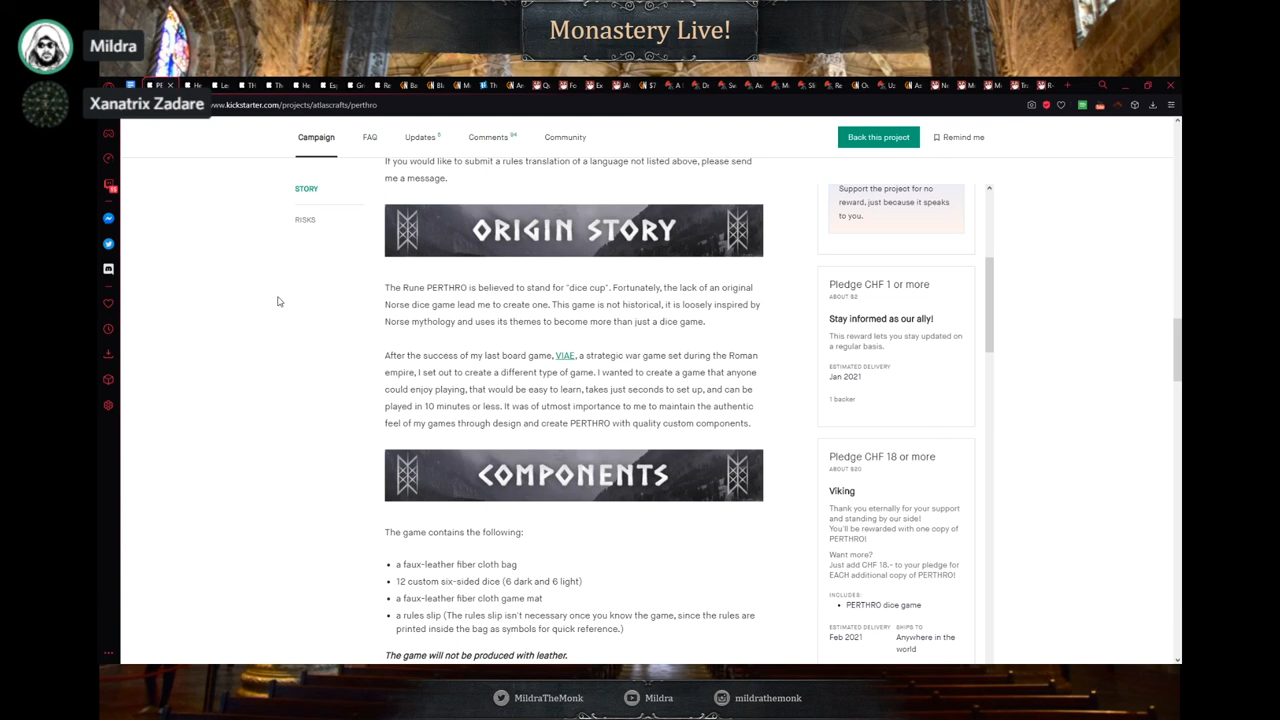 Monastery Live!
Mildra
Xanatrix Zadare
www.kickstarter.com/projects/atlascrafts/perthro
Campaign
FAQ
Updates 6
Comments 84
Community
Back this project
Remind me
If you would like to submit a rules translation of a language not listed above, please send
me a message.
STORY
RISKS
ORIGIN STORY
The Rune PERTHRO is believed to stand for "dice cup". Fortunately, the lack of an original
Norse dice game lead me to create one. This game is not historical, it is loosely inspired by
Norse mythology and uses its themes to become more than just a dice game.
After the success of my last board game, VIAE, a strategic war game set during the Roman
empire, I set out to create a different type of game. I wanted to create a game that anyone
could enjoy playing, that would be easy to learn, takes just seconds to set up, and can be
played in 10 minutes or less. It was of utmost importance to me to maintain the authentic
feel of my games through design and create PERTHRO with quality custom components.
COMPONENTS
The game contains the following:
• a faux-leather fiber cloth bag
• 12 custom six-sided dice (6 dark and 6 light)
• a faux-leather fiber cloth game mat
• a rules slip (The rules slip isn't necessary once you know the game, since the rules are
printed inside the bag as symbols for quick reference.)
The game will not be produced with leather.
Support the project for no
reward, just because it speaks
to you.
Pledge CHF 1 or more
ABOUT $2
Stay informed as our ally!
This reward lets you stay updated on
a regular basis.
ESTIMATED DELIVERY
Jan 2021
1 backer
Pledge CHF 18 or more
ABOUT $20
Viking
Thank you eternally for your support
and standing by our side!
You'll be rewarded with one copy of
PERTHRO!
Want more?
Just add CHF 18.- to your pledge for
EACH additional copy of PERTHRO!
INCLUDES:
• PERTHRO dice game
ESTIMATED DELIVERY
Feb 2021
SHIPS TO
Anywhere in the
world
MildraTheMonk
Mildra
mildrathemonk